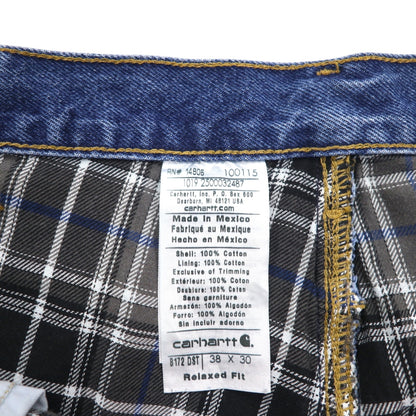 RN# 14806 100115
1019 2500032487
Carhartt, Inc. P.O. Box 600
Dearborn, MI 48121 USA
carhartt.com
Made in Mexico
Fabriqué au Mexique
Hecho en México
Shell: 100% Cotton
Lining: 100% Cotton
Exclusive of Trimming
Extérieur: 100% Coton
Doublure: 100% Coton
Sans garniture
Armazón: 100% Algodón
Forro: 100% Algodón
Sin incluir adorno
carhartt
B172 DST 38 X 30
Relaxed Fit